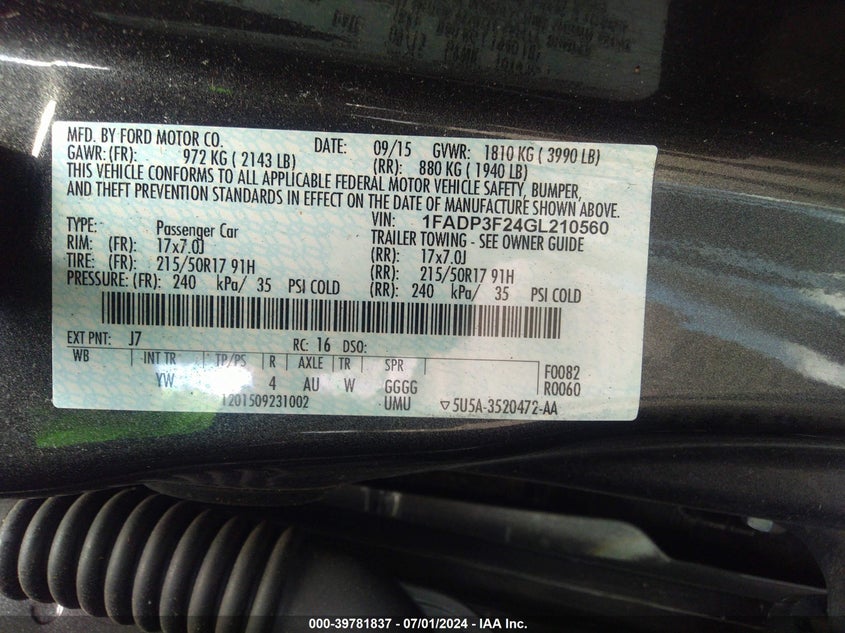 MFD. BY FORD MOTOR CO. DATE: 09/15 GVWR: 1810 KG ( 3990 LB)
GAWR: (FR): 972 KG ( 2143 LB) (RR): 880 KG ( 1940 LB)
THIS VEHICLE CONFORMS TO ALL APPLICABLE FEDERAL MOTOR VEHICLE SAFETY, BUMPER,
AND THEFT PREVENTION STANDARDS IN EFFECT ON THE DATE OF MANUFACTURE SHOWN ABOVE.
VIN: 1FADP3F24GL210560
TYPE: Passenger Car TRAILER TOWING - SEE OWNER GUIDE
RIM: (FR): 17x7.0J (RR): 17x7.0J
TIRE: (FR): 215/50R17 91H (RR): 215/50R17 91H
PRESSURE: (FR): 240 kPa/ 35 PSI COLD (RR): 240 kPa/ 35 PSI COLD
EXT PNT: J7 RC: 16 DSO:
WB INT TR TP/PS R AXLE TR SPR F0082
YW 4 AU W GGGG R0060
1201509231002 UMU ▽5U5A-3520472-AA
000-39781837 - 07/01/2024 - IAA Inc.